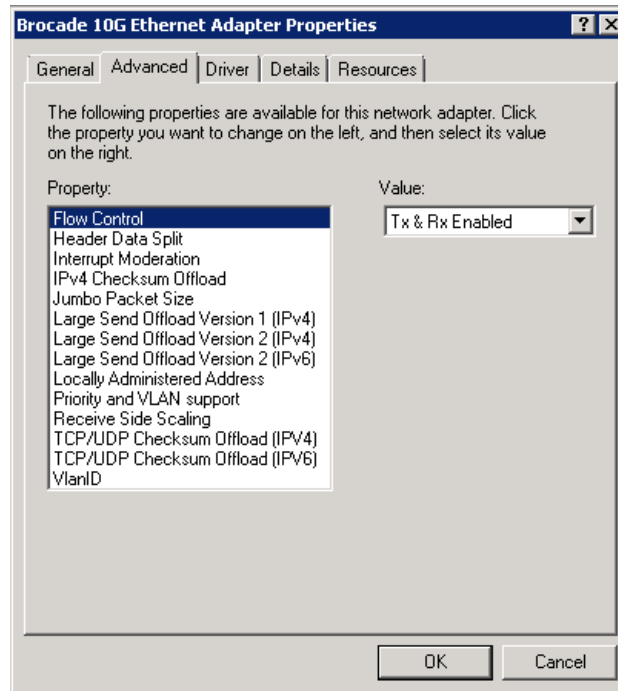 Brocade 10G Ethernet Adapter Properties
General Advanced Driver Details Resources
The following properties are available for this network adapter. Click
the property you want to change on the left, and then select its value
on the right.
Property:
Value:
Flow Control
Tx & Rx Enabled
Header Data Split
Interrupt Moderation
IPv4 Checksum Offload
Jumbo Packet Size
Large Send Offload Version 1 (IPv4)
Large Send Offload Version 2 (IPv4)
Large Send Offload Version 2 (IPv6)
Locally Administered Address
Priority and VLAN support
Receive Side Scaling
TCP/UDP Checksum Offload (IPV4)
TCP/UDP Checksum Offload (IPV6)
VlanID
OK
Cancel